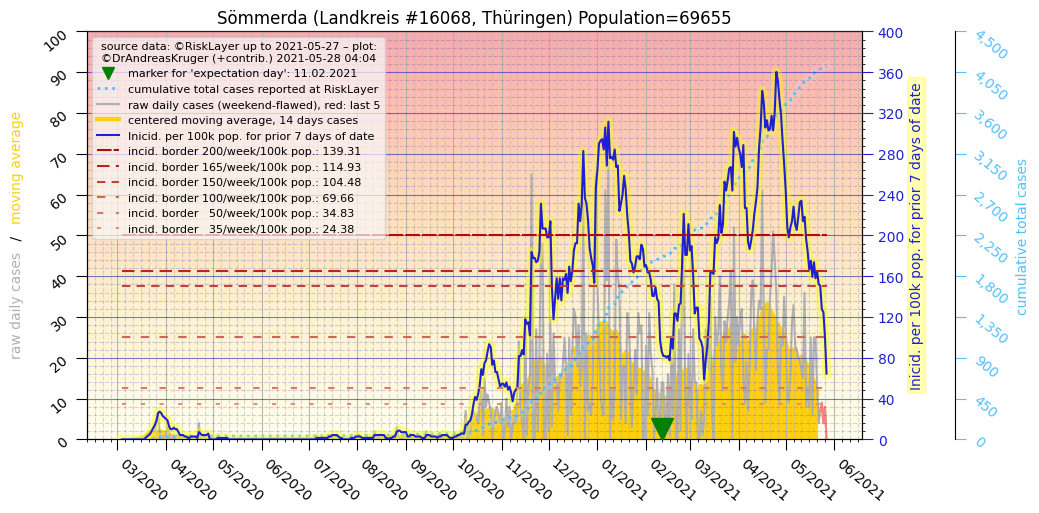 Sömmerda (Landkreis #16068, Thüringen) Population=69655
source data: ©RiskLayer up to 2021-05-27 – plot:
©DrAndreasKruger (+contrib.) 2021-05-28 04:04
marker for 'expectation day': 11.02.2021
cumulative total cases reported at RiskLayer
raw daily cases (weekend-flawed), red: last 5
centered moving average, 14 days cases
Inicid. per 100k pop. for prior 7 days of date
incid. border 200/week/100k pop.: 139.31
incid. border 165/week/100k pop.: 114.93
incid. border 150/week/100k pop.: 104.48
incid. border 100/week/100k pop.: 69.66
incid. border   50/week/100k pop.: 34.83
incid. border   35/week/100k pop.: 24.38
raw daily cases / moving average
100
90
80
70
60
50
40
30
20
10
0
03/2020
04/2020
05/2020
06/2020
07/2020
08/2020
09/2020
10/2020
11/2020
12/2020
01/2021
02/2021
03/2021
04/2021
05/2021
06/2021
400
360
320
280
240
200
160
120
80
40
0
Inicid. per 100k pop. for prior 7 days of date
4,500
4,050
3,600
3,150
2,700
2,250
1,800
1,350
900
450
0
cumulative total cases